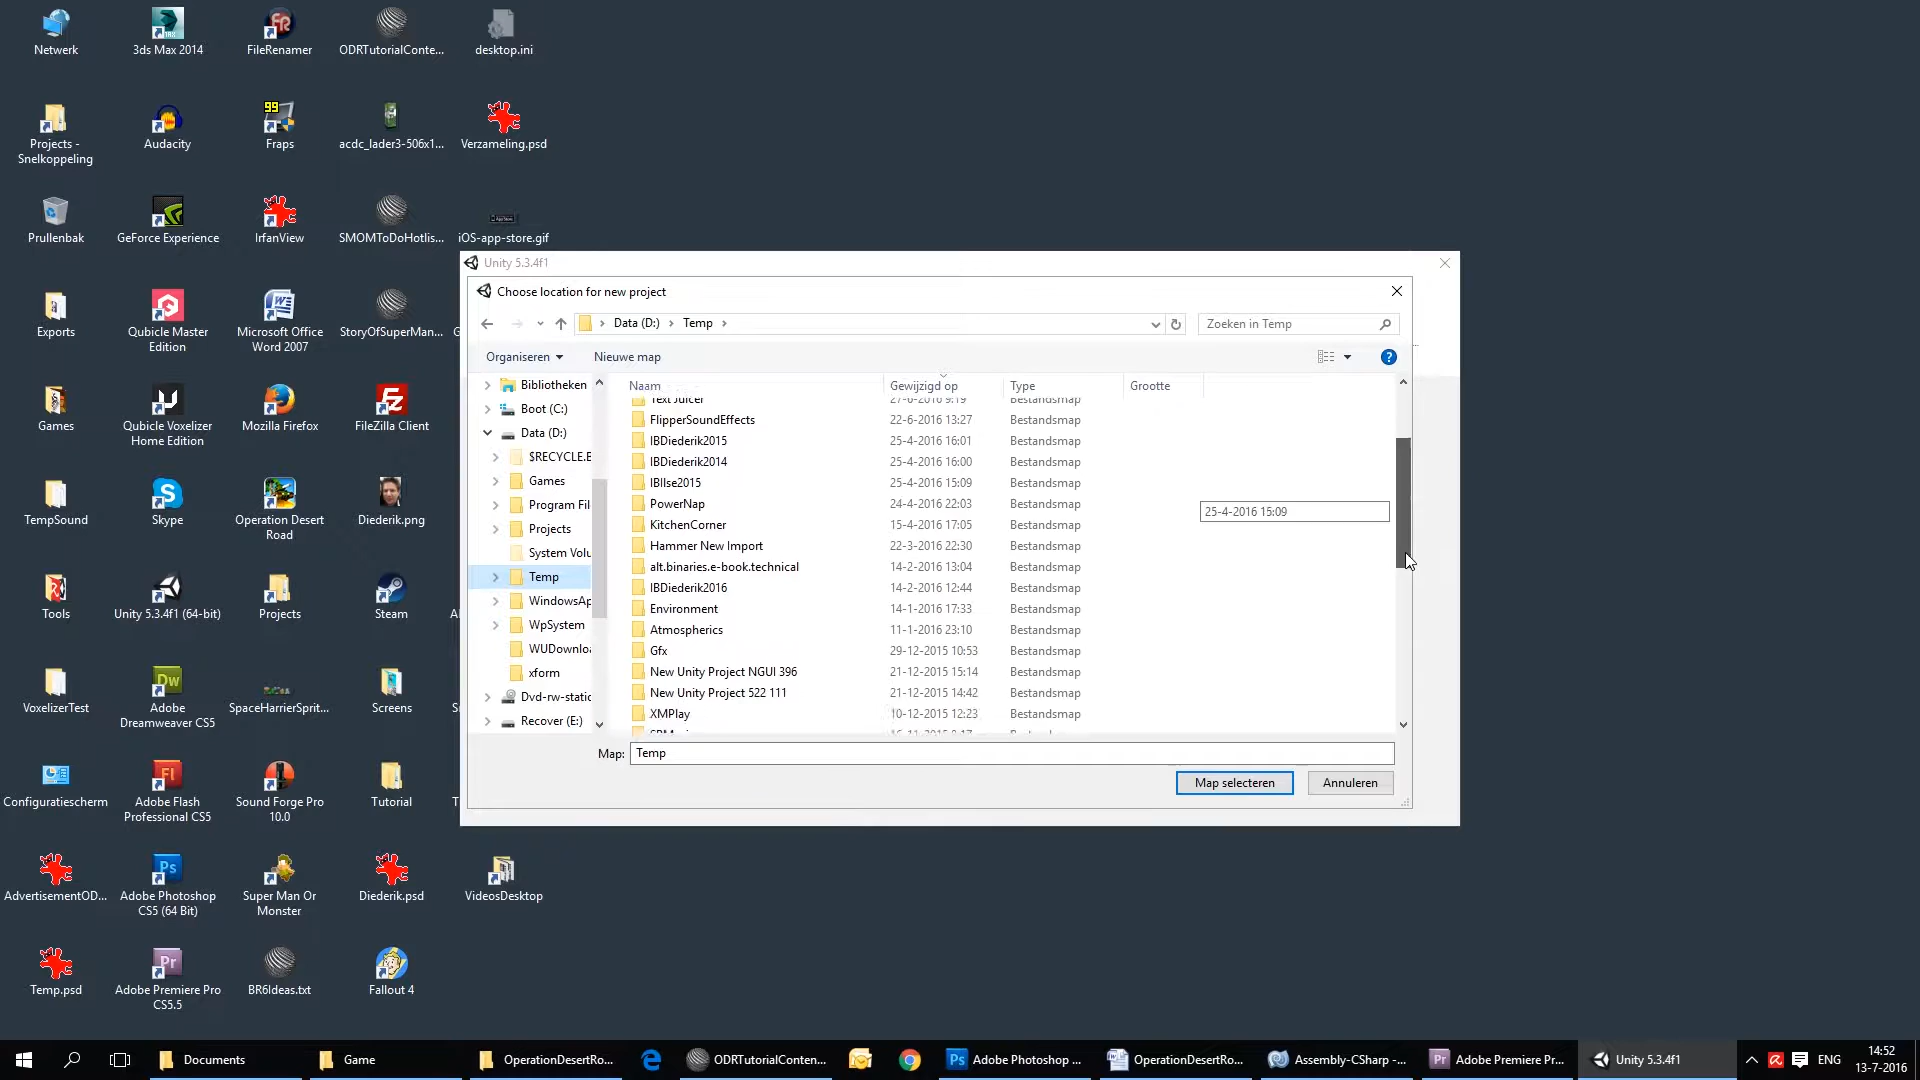 Netwerk
3ds Max 2014
FileRenamer
ODRTutorialConte...
desktop.ini
Projects -
Snelkoppeling
Audacity
99
Fraps
acdc_lader3-506x1...
Verzameling.psd
Prullenbak
GeForce Experience
IrfanView
SMOMToDoHotlis...
iOS-app-store.gif
Exports
Qubicle Master
Edition
Microsoft Office
Word 2007
StoryOfSuperMan...
Games
Qubicle Voxelizer
Home Edition
Mozilla Firefox
FileZilla Client
TempSound
Skype
Operation Desert
Road
Diederik.png
Tools
Unity 5.3.4f1 (64-bit)
Projects
Steam
VoxelizerTest
Adobe
Dreamweaver CS5
SpaceHarrierSprit...
Screens
Configuratiescherm
Adobe Flash
Professional CS5
Sound Forge Pro
10.0
Tutorial
AdvertisementOD...
Adobe Photoshop
CS5 (64 Bit)
Super Man Or
Monster
Diederik.psd
VideosDesktop
Temp.psd
Adobe Premiere Pro
CS5.5
BR6Ideas.txt
Fallout 4
Unity 5.3.4f1
Choose location for new project
Data (D:) > Temp >
Zoeken in Temp
Organiseren
Nieuwe map
Bibliotheken
Boot (C:)
Data (D:)
$RECYCLE.B
Games
Program File
Projects
System Volu
Temp
WindowsAp
WpSystem
WUDownloa
xform
Dvd-rw-static
Recover (E:)
Naam Gewijzigd op Type Grootte
Text Juicer 27-6-2016 9:19 Bestandsmap
FlipperSoundEffects 22-6-2016 13:27 Bestandsmap
IBDiederik2015 25-4-2016 16:01 Bestandsmap
IBDiederik2014 25-4-2016 16:00 Bestandsmap
IBIlse2015 25-4-2016 15:09 Bestandsmap
PowerNap 24-4-2016 22:03 Bestandsmap
25-4-2016 15:09
KitchenCorner 15-4-2016 17:05 Bestandsmap
Hammer New Import 22-3-2016 22:30 Bestandsmap
alt.binaries.e-book.technical 14-2-2016 13:04 Bestandsmap
IBDiederik2016 14-2-2016 12:44 Bestandsmap
Environment 14-1-2016 17:33 Bestandsmap
Atmospherics 11-1-2016 23:10 Bestandsmap
Gfx 29-12-2015 10:53 Bestandsmap
New Unity Project NGUI 396 21-12-2015 15:14 Bestandsmap
New Unity Project 522 111 21-12-2015 14:42 Bestandsmap
XMPlay 10-12-2015 12:23 Bestandsmap
Map: Temp
Map selecteren
Annuleren
Documents
Game
OperationDesertRo...
ODRTutorialConten...
Adobe Photoshop ...
OperationDesertRo...
Assembly-CSharp -...
Adobe Premiere Pr...
Unity 5.3.4f1
ENG
14:52
13-7-2016